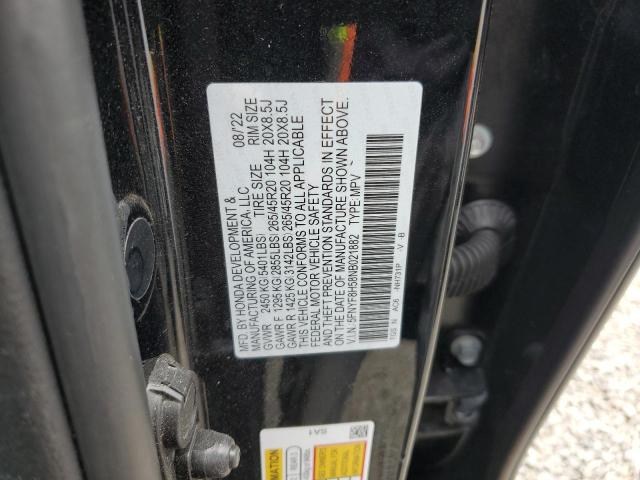 MFD BY HONDA DEVELOPMENT &
MANUFACTURING OF AMERICA, LLC 08/'22
TIRE SIZE RIM SIZE
GVWR 2450 KG(5401LBS)
GAWR F 1295 KG(2855LBS) 265/45R20 104H 20X8.5J
GAWR R 1425 KG(3142LBS) 265/45R20 104H 20X8.5J
THIS VEHICLE CONFORMS TO ALL APPLICABLE
FEDERAL MOTOR VEHICLE SAFETY
AND THEFT PREVENTION STANDARDS IN EFFECT
ON THE DATE OF MANUFACTURE SHOWN ABOVE.
V.I.N. 5FNYF8H58NB021882 TYPE:MPV
N AC6 -NH731P -V -B
BA1